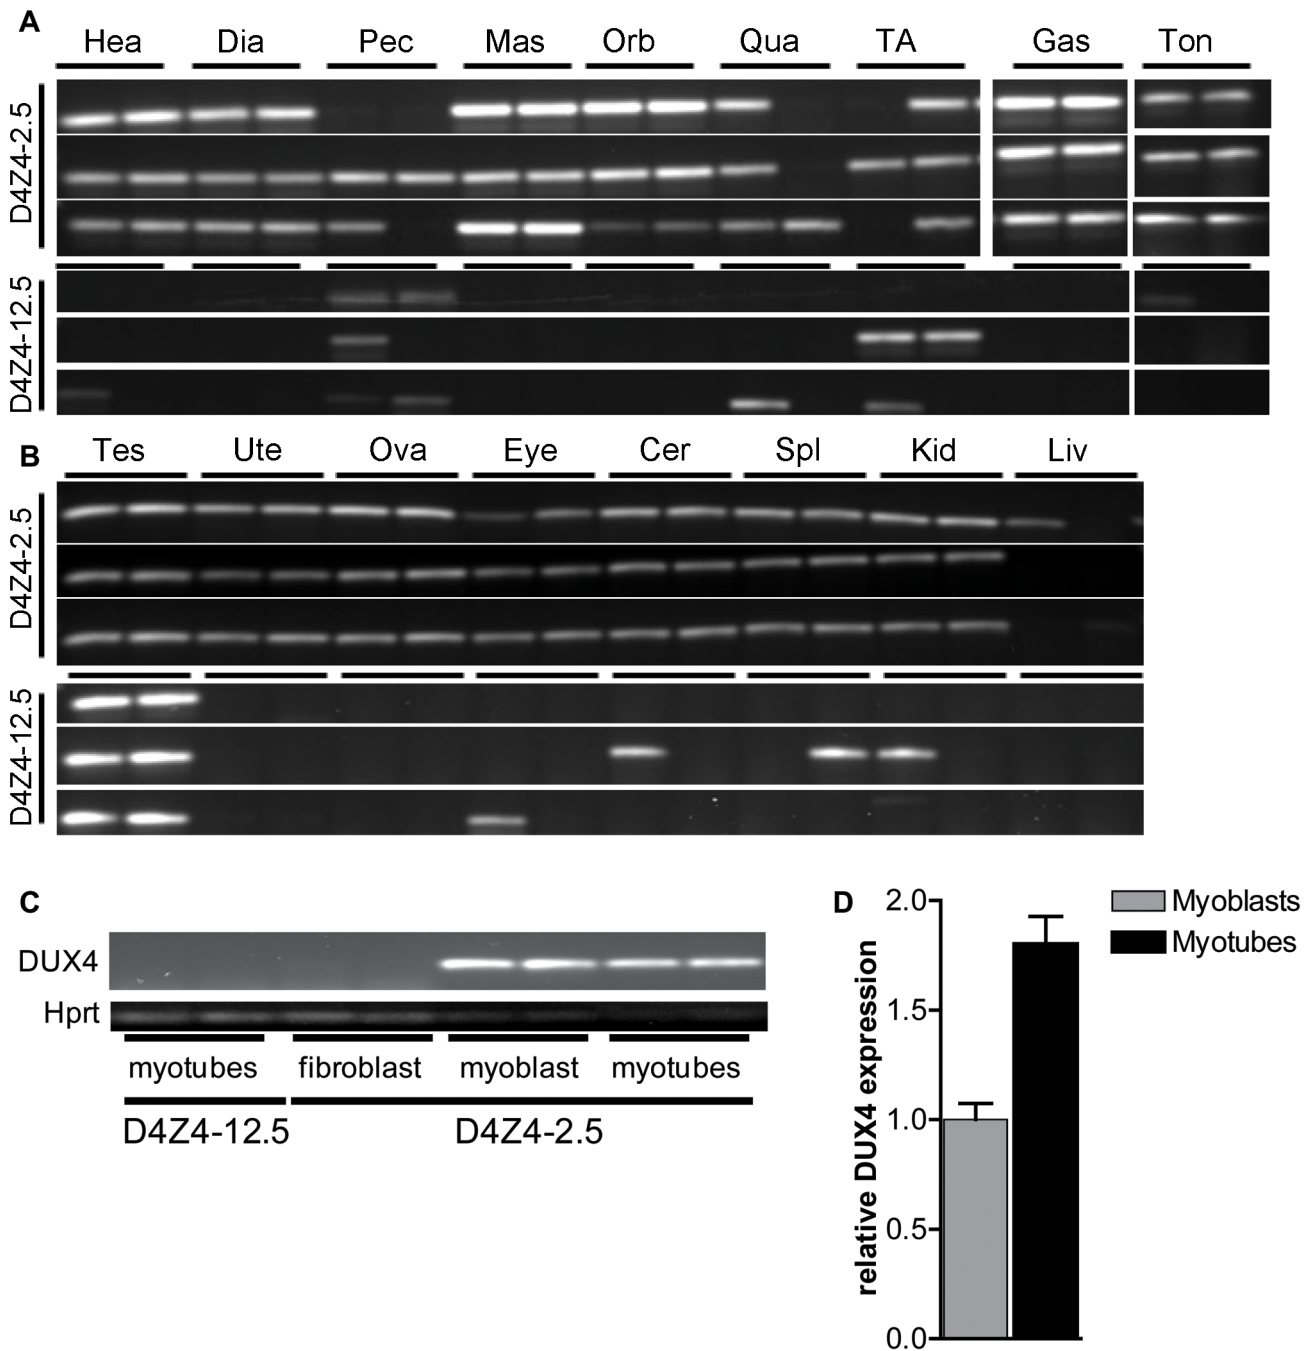 A
Hea Dia Pec Mas Orb Qua TA Gas Ton
D4Z4-2.5
D4Z4-12.5
B
Tes Ute Ova Eye Cer Spl Kid Liv
D4Z4-2.5
D4Z4-12.5
C
DUX4
Hprt
myotubes fibroblast myoblast myotubes
D4Z4-12.5 D4Z4-2.5
D
relative DUX4 expression
2.0
1.5
1.0
0.5
0.0
Myoblasts
Myotubes